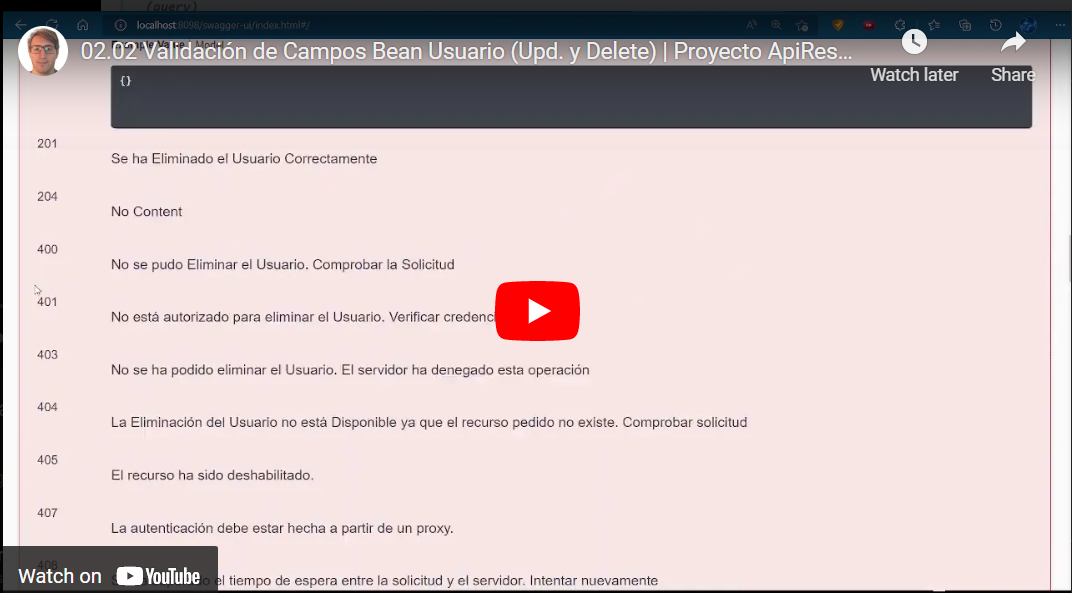 (query)
localhost:8098/swagger-ui/index.html#/
Example Value | Model
02.02 Validación de Campos Bean Usuario (Upd. y Delete) | Proyecto ApiRes...
Watch later
Share
{}
201
Se ha Eliminado el Usuario Correctamente
204
No Content
400
No se pudo Eliminar el Usuario. Comprobar la Solicitud
401
No está autorizado para eliminar el Usuario. Verificar
403
No se ha podido eliminar el Usuario. El servidor ha denegado esta operación
404
La Eliminación del Usuario no está Disponible ya que el recurso pedido no existe. Comprobar solicitud
405
El recurso ha sido deshabilitado.
407
La autenticación debe estar hecha a partir de un proxy.
408
el tiempo de espera entre la solicitud y el servidor. Intentar nuevamente
Watch on YouTube